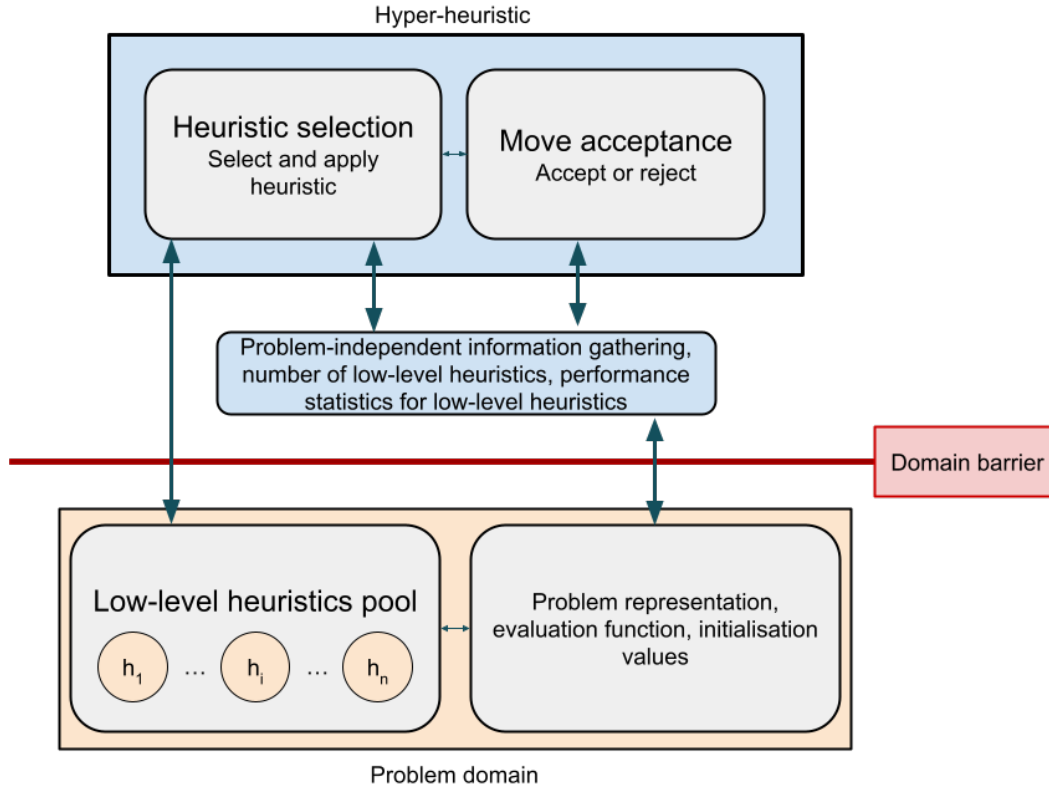 Hyper-heuristic
Heuristic selection
Select and apply
heuristic
Move acceptance
Accept or reject
Problem-independent information gathering,
number of low-level heuristics, performance
statistics for low-level heuristics
Domain barrier
Low-level heuristics pool
h1 ... hi ... hn
Problem representation,
evaluation function, initialisation
values
Problem domain